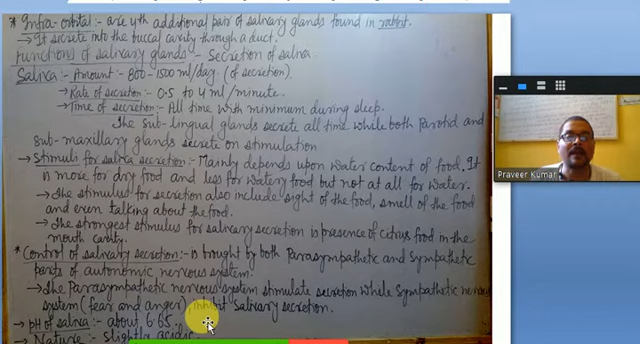 * Infra-orbital :- are 4th additional pair of salivary glands found in rabbit.
→ It secrete into the buccal cavity through a duct.
Functions of salivary glands - Secretion of saliva.
Saliva :- Amount :- 800 - 1500 ml/day (of secretion).
→ Rate of secretion :- 0.5 to 4 ml/minute.
→ Time of secretion :- All time with minimum during sleep.
The Sub-lingual glands secrete all time while both Parotid and
Sub-maxillary glands secrete on stimulation
→ Stimuli for saliva secretion :- Mainly depends upon water content of food. It
is more for dry food and less for watery food but not at all for water.
→ The stimulus for secretion also include sight of the food, smell of the food
and even talking about the food.
→ The strongest stimulus for salivary secretion is presence of citrus food in the
mouth cavity.
* Control of salivary secretion :- is brought by both Parasympathetic and Sympathetic
parts of autonomic nervous system.
→ The Parasympathetic nervous system stimulate secretion while Sympathetic nervous
system (fear and anger), inhibit Salivary secretion.
→ pH of saliva :- about 6.65
→ Nature :- Slightly acidic.
Praveer Kumar